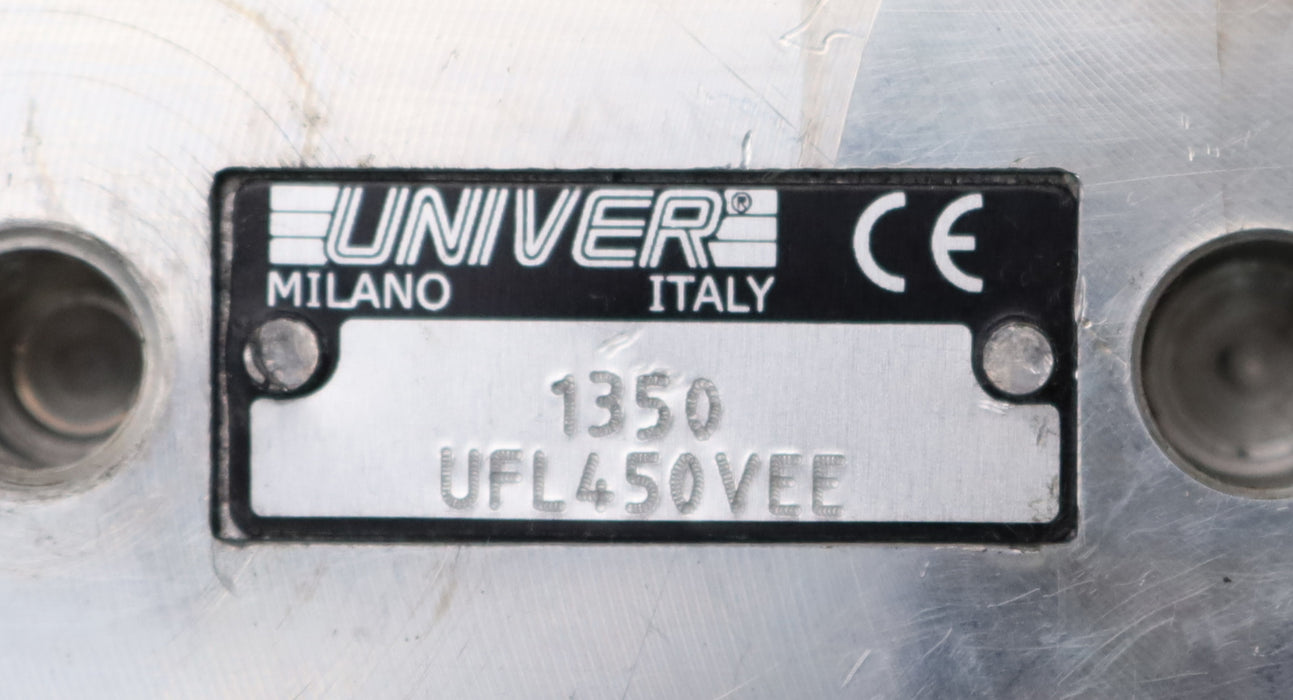 UNIVER® CE
MILANO ITALY
1350
UFL450VEE